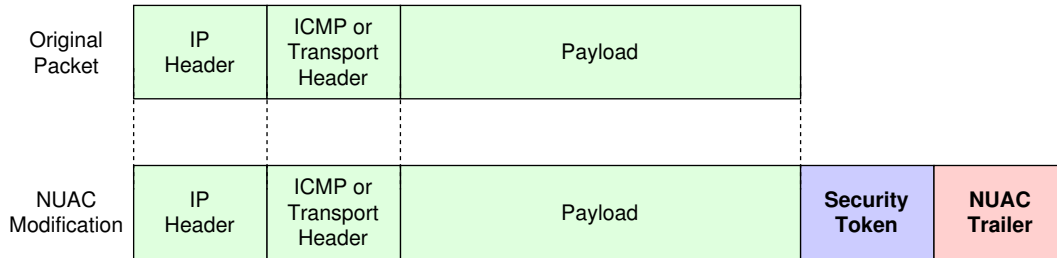 Original
Packet
IP
Header
ICMP or
Transport
Header
Payload
NUAC
Modification
IP
Header
ICMP or
Transport
Header
Payload
Security
Token
NUAC
Trailer